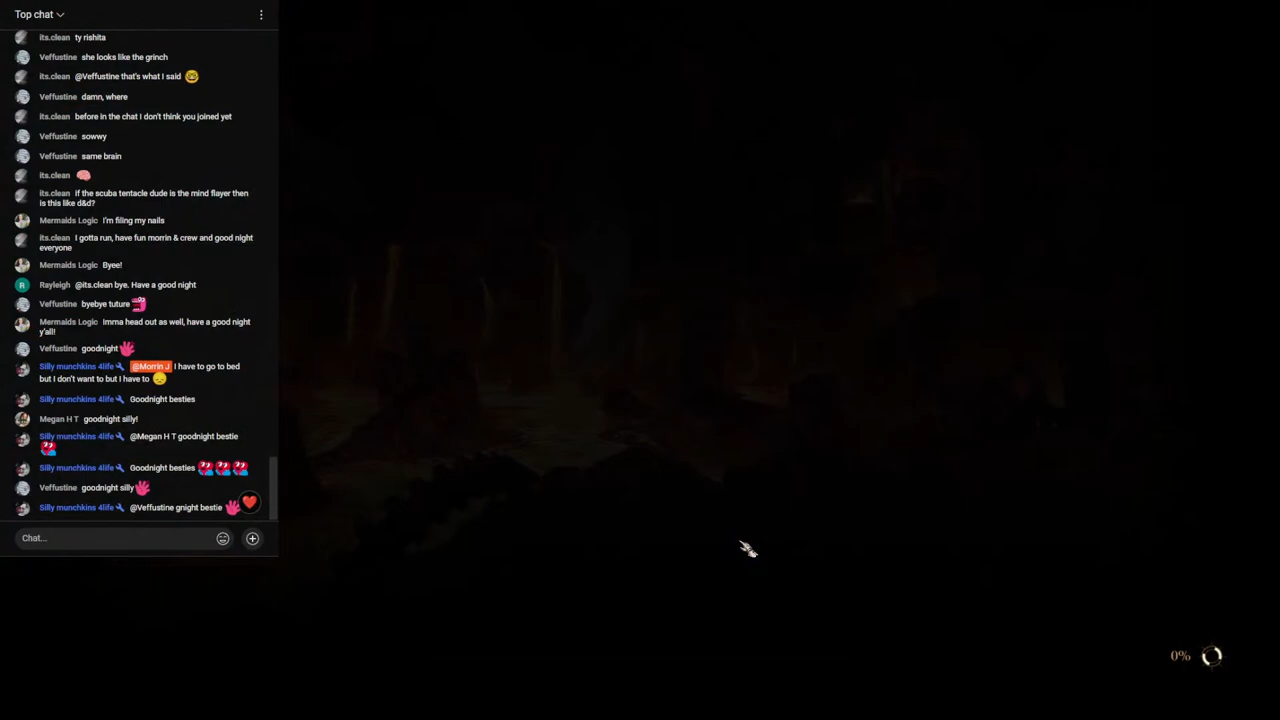 Top chat
its.clean ty rishita
Veffustine she looks like the grinch
its.clean @Veffustine that's what I said
Veffustine damn, where
its.clean before in the chat I don't think you joined yet
Veffustine sowwy
Veffustine same brain
its.clean
its.clean if the scuba tentacle dude is the mind flayer then
is this like d&d?
Mermaids Logic I'm filing my nails
its.clean I gotta run, have fun morrin & crew and good night
everyone
Mermaids Logic Byee!
R Rayleigh @its.clean bye. Have a good night
Veffustine byebye tuture
Mermaids Logic Imma head out as well, have a good night
y'all!
Veffustine goodnight
Silly munchkins 4life @Morrin J I have to go to bed
but I don't want to but I have to
Silly munchkins 4life Goodnight besties
Megan H T goodnight silly!
Silly munchkins 4life @Megan H T goodnight bestie
Silly munchkins 4life Goodnight besties
Veffustine goodnight silly
Silly munchkins 4life @Veffustine gnight bestie
Chat...
0%